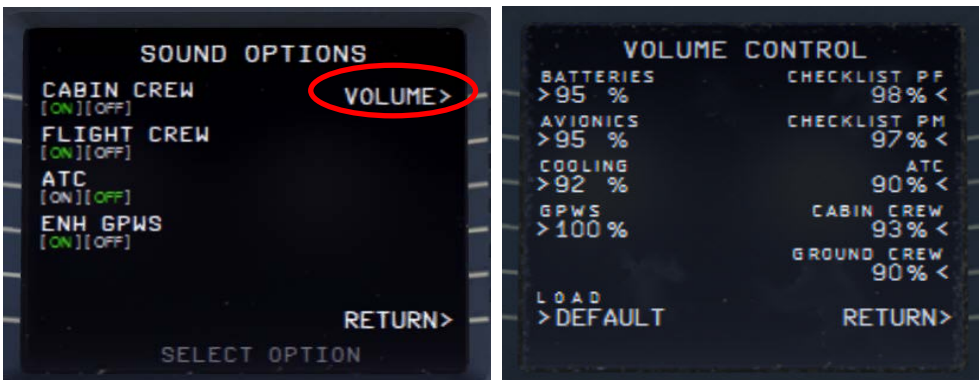 SOUND OPTIONS
CABIN CREW
[ON][OFF]
VOLUME>
FLIGHT CREW
[ON][OFF]
ATC
[ON][OFF]
ENH GPWS
[ON][OFF]
RETURN>
SELECT OPTION
VOLUME CONTROL
BATTERIES CHECKLIST PF
>95 % 98%<
AVIONICS CHECKLIST PM
>95 % 97%<
COOLING ATC
>92 % 90%<
GPWS CABIN CREW
>100% 93%<
GROUND CREW
90%<
LOAD
>DEFAULT RETURN>